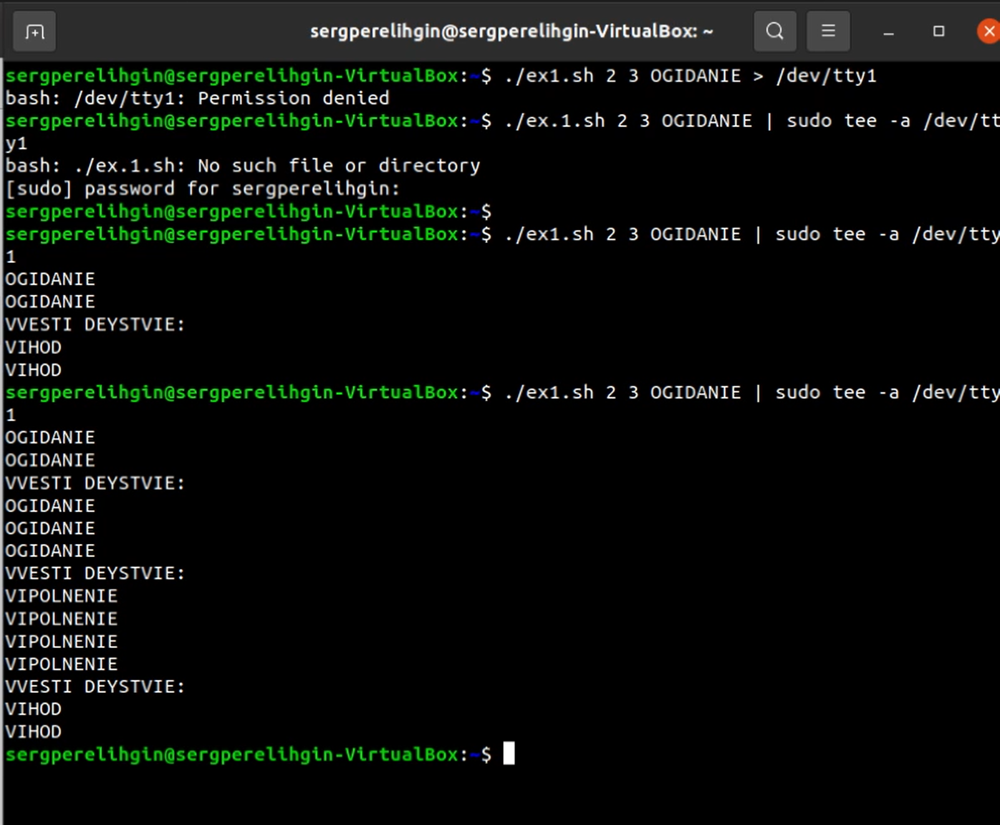 sergperelihgin@sergperelihgin-VirtualBox: ~
sergperelihgin@sergperelihgin-VirtualBox:~$ ./ex1.sh 2 3 OGIDANIE > /dev/tty1
bash: /dev/tty1: Permission denied
sergperelihgin@sergperelihgin-VirtualBox:~$ ./ex.1.sh 2 3 OGIDANIE | sudo tee -a /dev/tt
y1
bash: ./ex.1.sh: No such file or directory
[sudo] password for sergperelihgin:
sergperelihgin@sergperelihgin-VirtualBox:~$
sergperelihgin@sergperelihgin-VirtualBox:~$ ./ex1.sh 2 3 OGIDANIE | sudo tee -a /dev/tty
1
OGIDANIE
OGIDANIE
VVESTI DEYSTVIE:
VIHOD
VIHOD
sergperelihgin@sergperelihgin-VirtualBox:~$ ./ex1.sh 2 3 OGIDANIE | sudo tee -a /dev/tty
1
OGIDANIE
OGIDANIE
VVESTI DEYSTVIE:
OGIDANIE
OGIDANIE
OGIDANIE
VVESTI DEYSTVIE:
VIPOLNENIE
VIPOLNENIE
VIPOLNENIE
VIPOLNENIE
VVESTI DEYSTVIE:
VIHOD
VIHOD
sergperelihgin@sergperelihgin-VirtualBox:~$